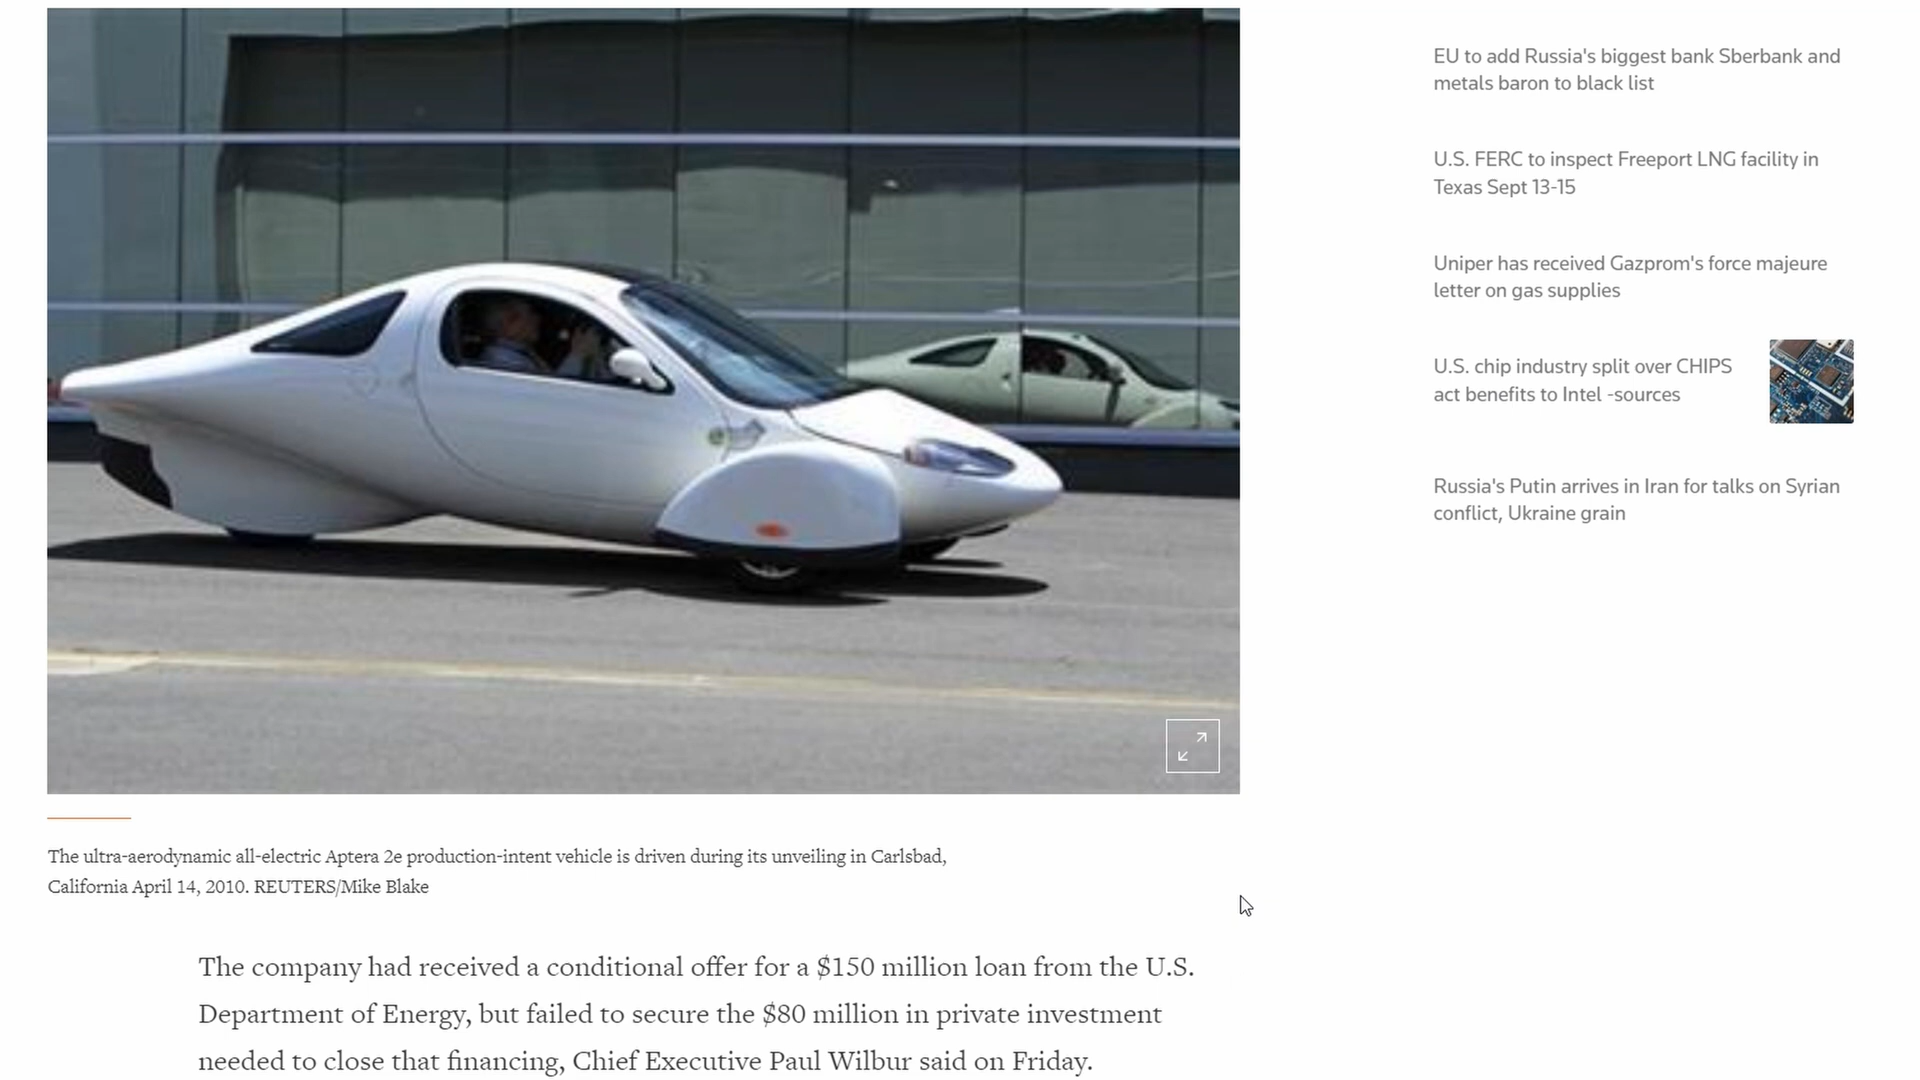 EU to add Russia's biggest bank Sberbank and
metals baron to black list
U.S. FERC to inspect Freeport LNG facility in
Texas Sept 13-15
Uniper has received Gazprom's force majeure
letter on gas supplies
U.S. chip industry split over CHIPS
act benefits to Intel -sources
Russia's Putin arrives in Iran for talks on Syrian
conflict, Ukraine grain
The ultra-aerodynamic all-electric Aptera 2e production-intent vehicle is driven during its unveiling in Carlsbad,
California April 14, 2010. REUTERS/Mike Blake
The company had received a conditional offer for a $150 million loan from the U.S.
Department of Energy, but failed to secure the $80 million in private investment
needed to close that financing, Chief Executive Paul Wilbur said on Friday.